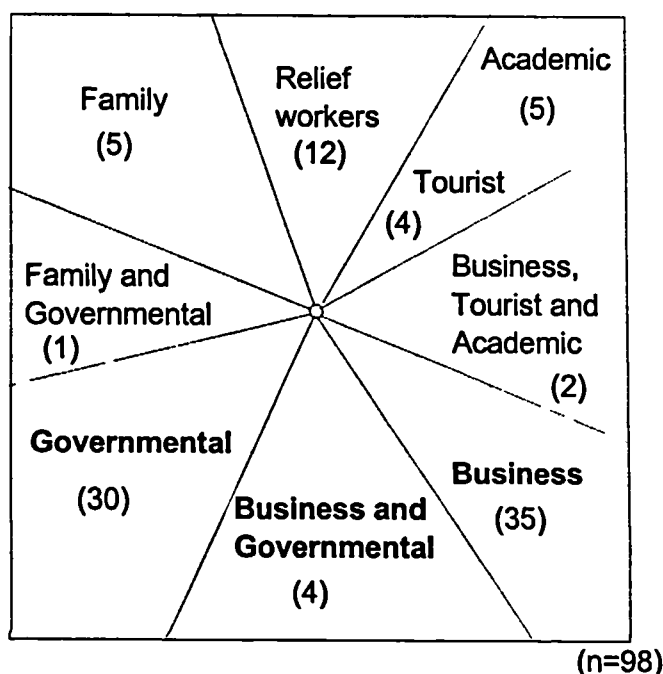 Family
(5)
Relief
workers
(12)
Academic
(5)
Tourist
(4)
Family and
Governmental
(1)
Business,
Tourist and
Academic
(2)
Governmental
(30)
Business and
Governmental
(4)
Business
(35)
(n=98)